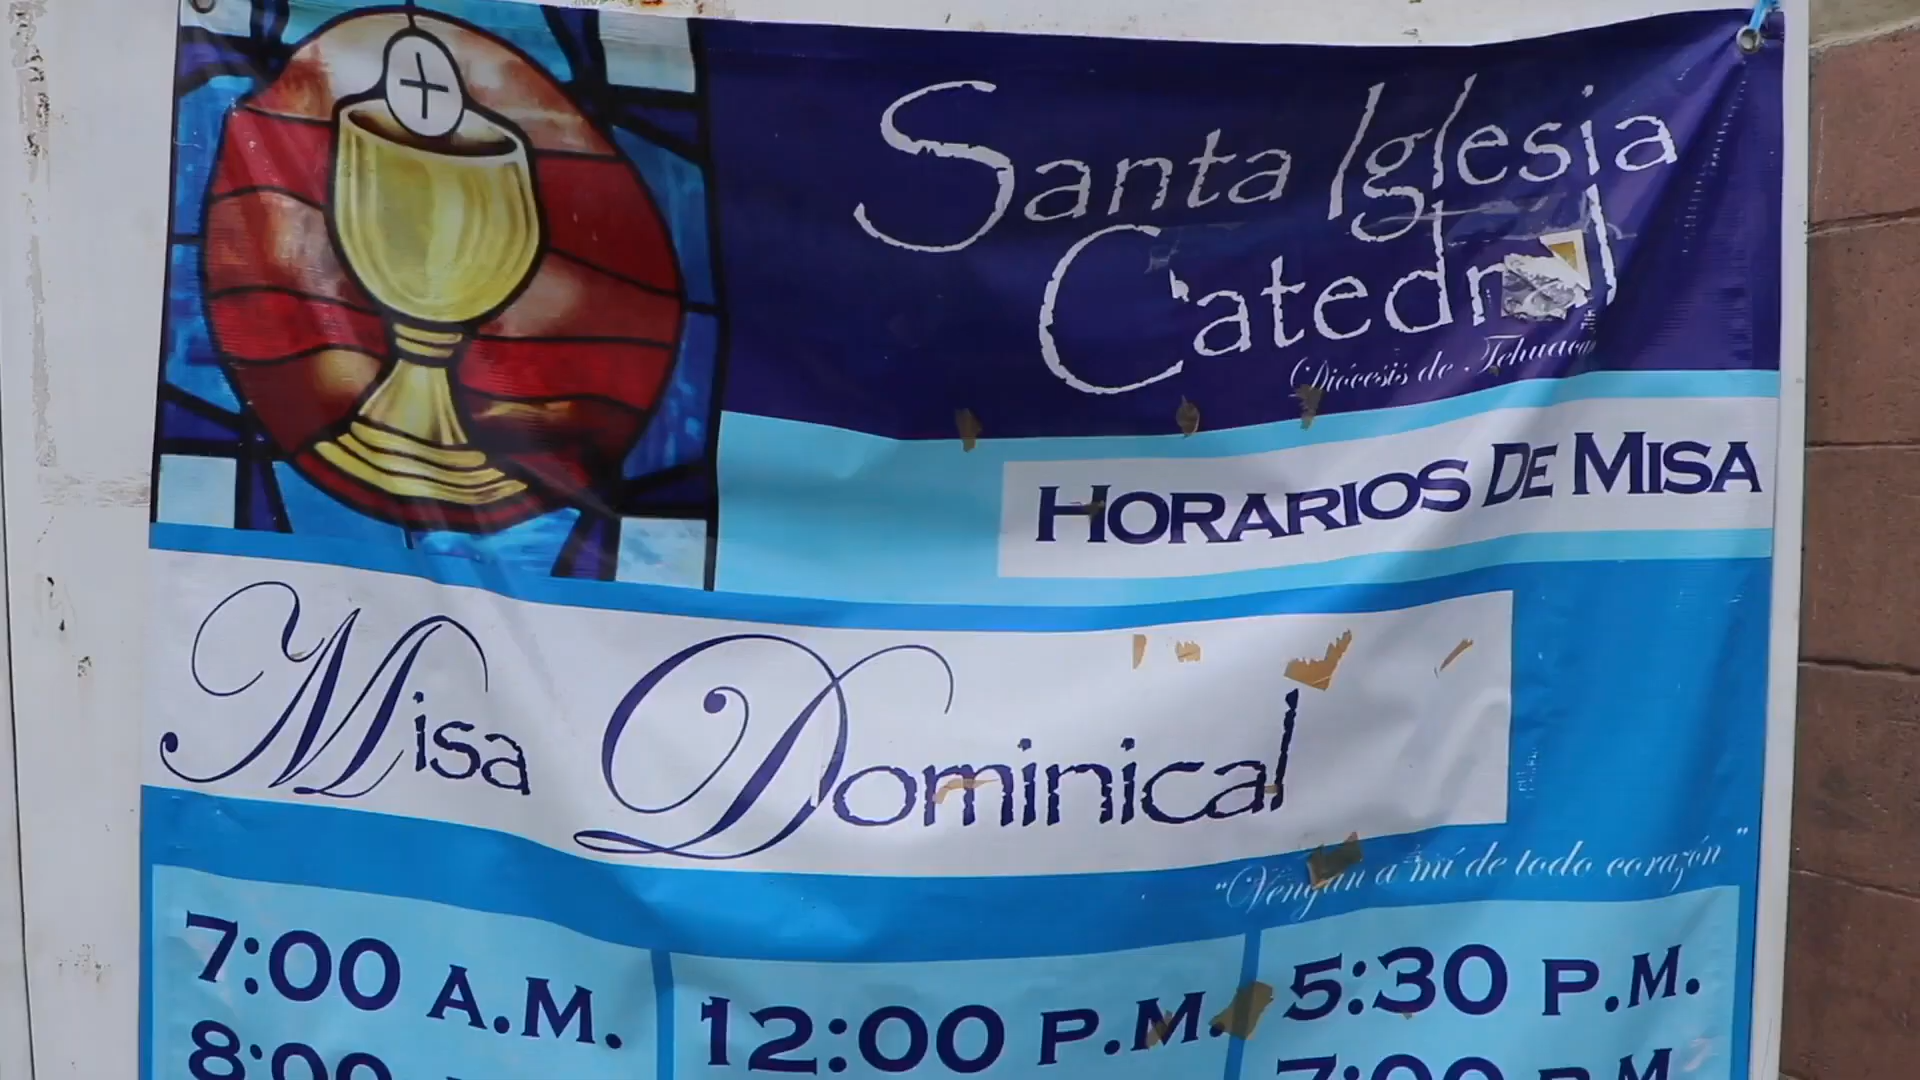 Santa Iglesia
Catedral
Diócesis de Tehuacan
HORARIOS DE MISA
Misa Dominical
"Vengan a mí de todo corazón"
7:00 A.M.
12:00 P.M.
5:30 P.M.
8:00
7:00 P.M.